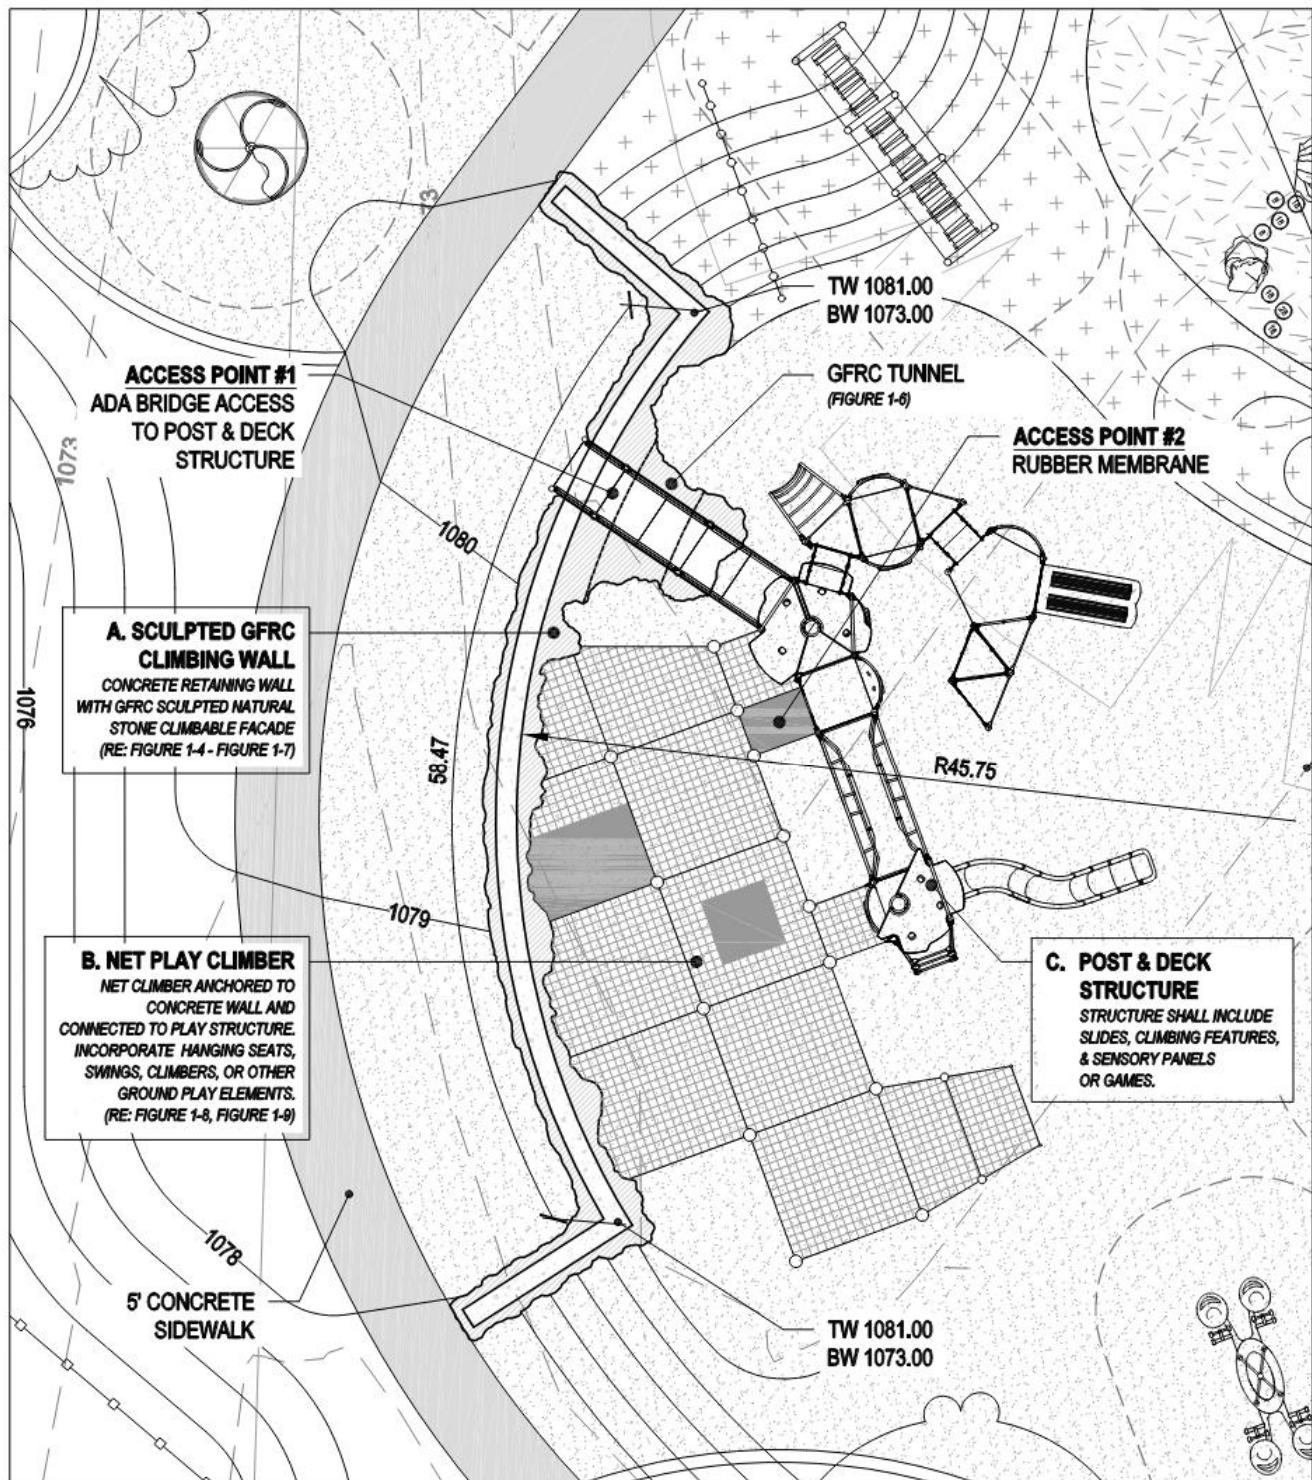 73
TW 1081.00
BW 1073.00
ACCESS POINT #1
ADA BRIDGE ACCESS
TO POST & DECK
STRUCTURE
GFRC TUNNEL
(FIGURE 1-6)
ACCESS POINT #2
RUBBER MEMBRANE
1073
1080
A. SCULPTED GFRC
CLIMBING WALL
CONCRETE RETAINING WALL
WITH GFRC SCULPTED NATURAL
STONE CLIMBABLE FACADE
(RE: FIGURE 1-4 - FIGURE 1-7)
1076
58.47
R45.75
1079
B. NET PLAY CLIMBER
NET CLIMBER ANCHORED TO
CONCRETE WALL AND
CONNECTED TO PLAY STRUCTURE.
INCORPORATE HANGING SEATS,
SWINGS, CLIMBERS, OR OTHER
GROUND PLAY ELEMENTS.
(RE: FIGURE 1-8, FIGURE 1-9)
C. POST & DECK
STRUCTURE
STRUCTURE SHALL INCLUDE
SLIDES, CLIMBING FEATURES,
& SENSORY PANELS
OR GAMES.
1078
5' CONCRETE
SIDEWALK
TW 1081.00
BW 1073.00